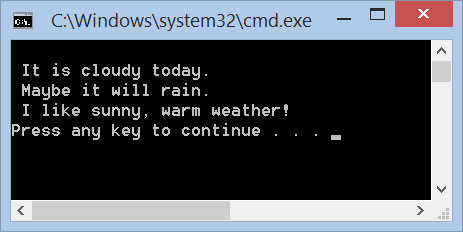 C:\Windows\system32\cmd.exe
It is cloudy today.
Maybe it will rain.
I like sunny, warm weather!
Press any key to continue . . . _